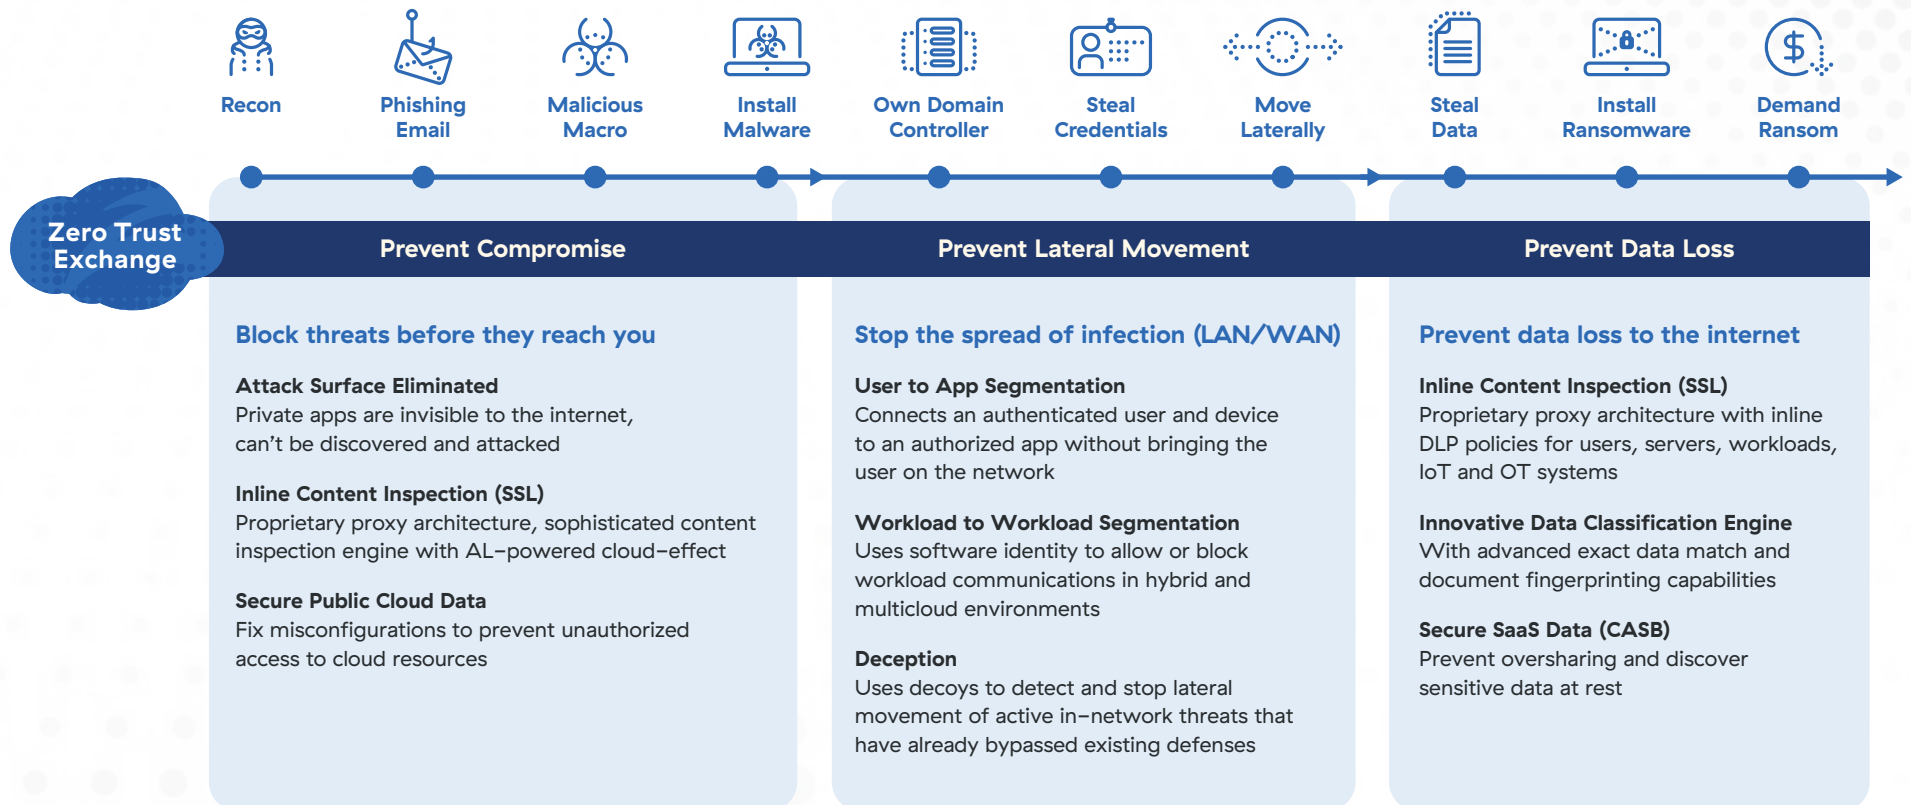 Recon
Phishing
Email
Malicious
Macro
Install
Malware
Own Domain
Controller
Steal
Credentials
Move
Laterally
Steal
Data
Install
Ransomware
Demand
Ransom
Zero Trust
Exchange
Prevent Compromise
Prevent Lateral Movement
Prevent Data Loss
Block threats before they reach you
Attack Surface Eliminated
Private apps are invisible to the internet,
can't be discovered and attacked
Inline Content Inspection (SSL)
Proprietary proxy architecture, sophisticated content
inspection engine with AL-powered cloud-effect
Secure Public Cloud Data
Fix misconfigurations to prevent unauthorized
access to cloud resources
Stop the spread of infection (LAN/WAN)
User to App Segmentation
Connects an authenticated user and device
to an authorized app without bringing the
user on the network
Workload to Workload Segmentation
Uses software identity to allow or block
workload communications in hybrid and
multicloud environments
Deception
Uses decoys to detect and stop lateral
movement of active in-network threats that
have already bypassed existing defenses
Prevent data loss to the internet
Inline Content Inspection (SSL)
Proprietary proxy architecture with inline
DLP policies for users, servers, workloads,
IoT and OT systems
Innovative Data Classification Engine
With advanced exact data match and
document fingerprinting capabilities
Secure SaaS Data (CASB)
Prevent oversharing and discover
sensitive data at rest